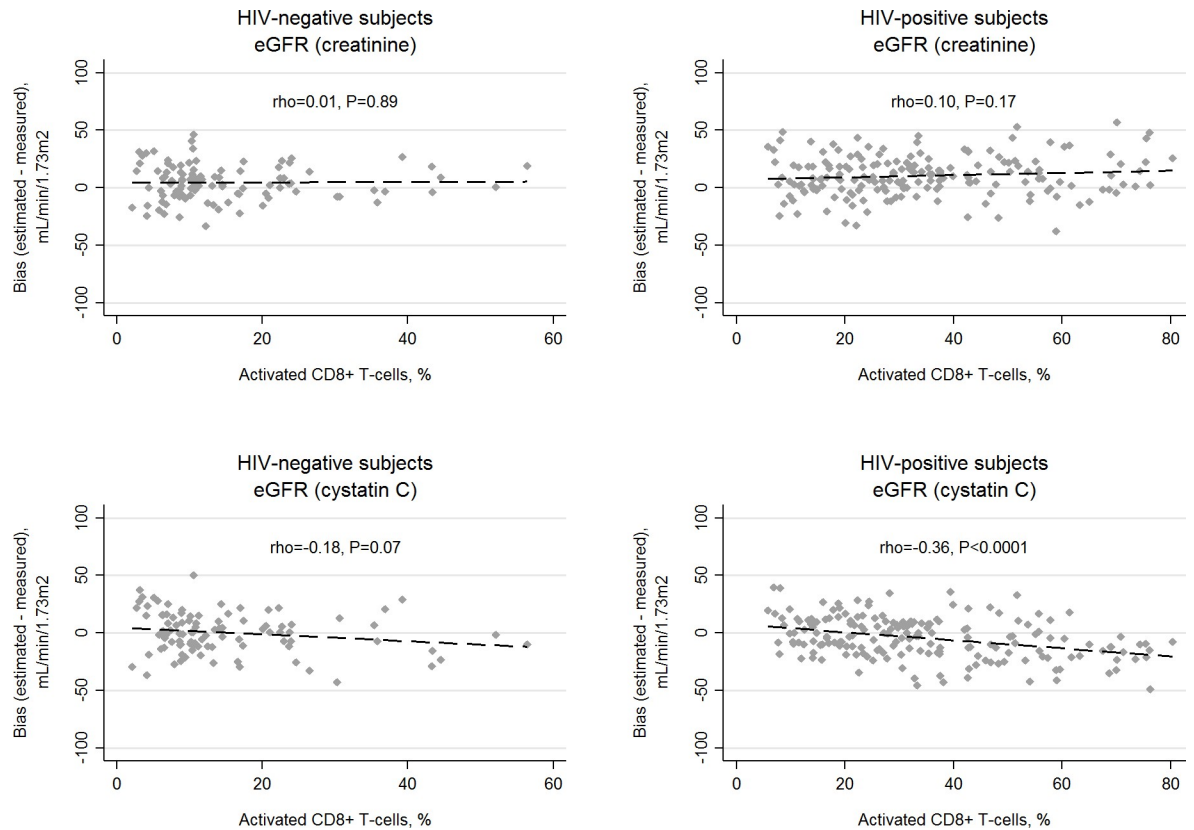 HIV-negative subjects
eGFR (creatinine)
Bias (estimated - measured),
mL/min/1.73m2
100
50
0
-50
-100
rho=0.01, P=0.89
0 20 40 60
Activated CD8+ T-cells, %
HIV-positive subjects
eGFR (creatinine)
Bias (estimated - measured),
mL/min/1.73m2
100
50
0
-50
-100
rho=0.10, P=0.17
0 20 40 60 80
Activated CD8+ T-cells, %
HIV-negative subjects
eGFR (cystatin C)
Bias (estimated - measured),
mL/min/1.73m2
100
50
0
-50
-100
rho=-0.18, P=0.07
0 20 40 60
Activated CD8+ T-cells, %
HIV-positive subjects
eGFR (cystatin C)
Bias (estimated - measured),
mL/min/1.73m2
100
50
0
-50
-100
rho=-0.36, P<0.0001
0 20 40 60 80
Activated CD8+ T-cells, %